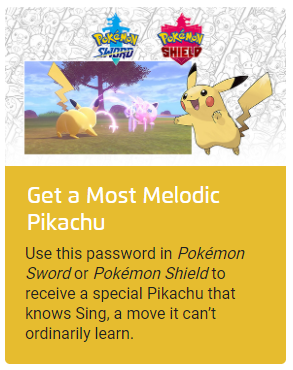 POKéMON POKéMON
SWORD SHIELD
Get a Most Melodic
Pikachu
Use this password in Pokémon
Sword or Pokémon Shield to
receive a special Pikachu that
knows Sing, a move it can’t
ordinarily learn.